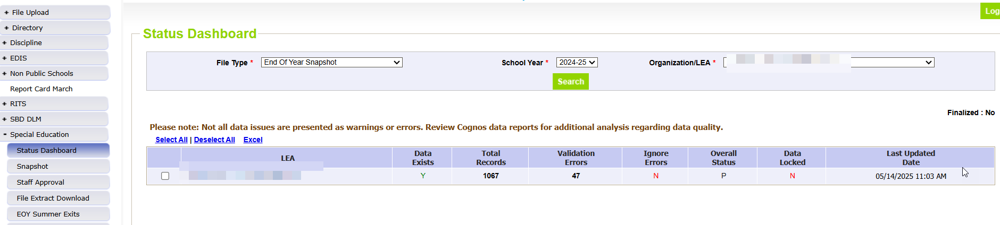 + File Upload
+ Directory
+ Discipline
+ EDIS
+ Non Public Schools
Report Card March
+ RITS
+ SBD DLM
- Special Education
Status Dashboard
Snapshot
Staff Approval
File Extract Download
EOY Summer Exits
Log
Status Dashboard
File Type * End Of Year Snapshot School Year * 2024-25 Organization/LEA *
Search
Finalized : No
Please note: Not all data issues are presented as warnings or errors. Review Cognos data reports for additional analysis regarding data quality.
Select All | Deselect All Excel
LEA Data Exists Total Records Validation Errors Ignore Errors Overall Status Data Locked Last Updated Date
Y 1067 47 N P N 05/14/2025 11:03 AM